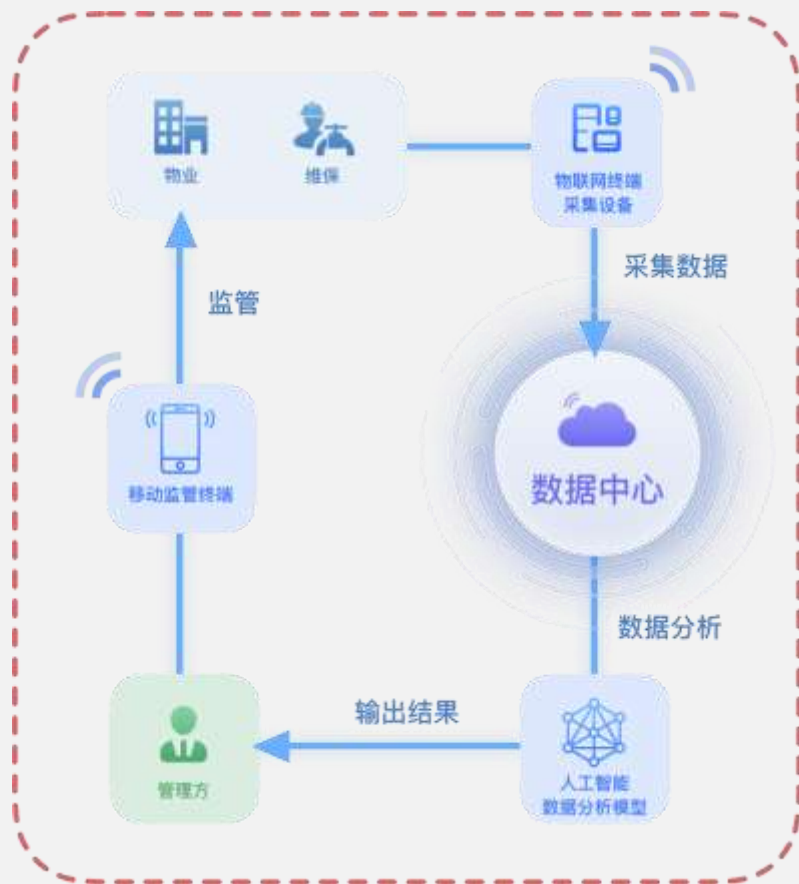 物业
维保
物联网终端
采集设备
采集数据
监管
数据中心
移动监管终端
数据分析
输出结果
管理方
人工智能
数据分析模型